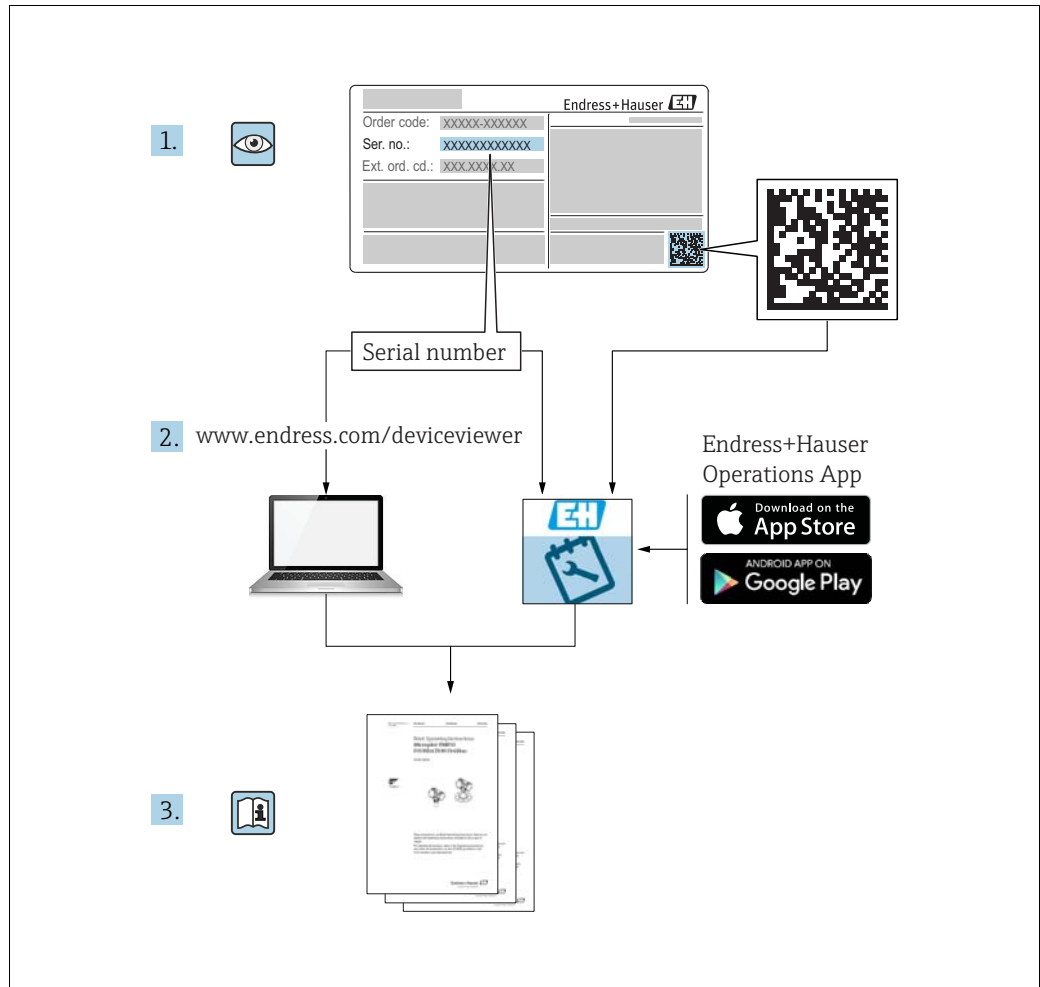 Endress+Hauser EH
Order code: XXXXX-XXXXXX
Ser. no.: XXXXXXXXXXXX
Ext. ord. cd.: XXX.XXXX.XX
1.
Serial number
2. www.endress.com/deviceviewer
Endress+Hauser
Operations App
EH
Download on the
App Store
ANDROID APP ON
Google Play
3.
i